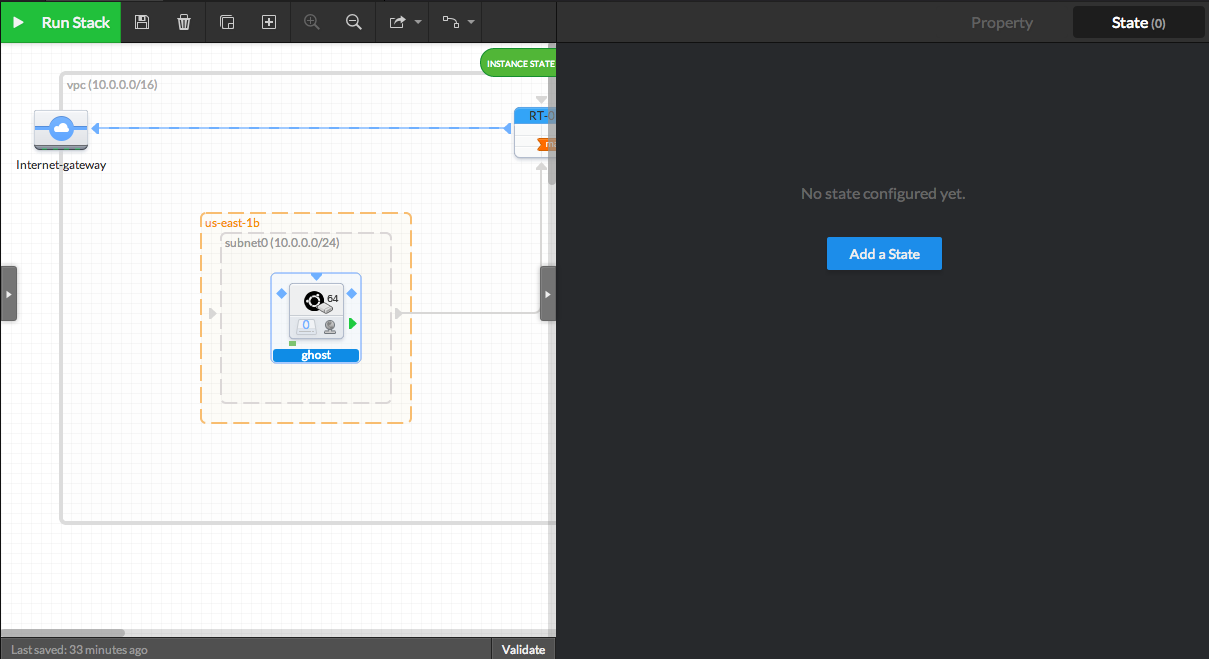 Run Stack
Property
State (0)
INSTANCE STATE
vpc (10.0.0.0/16)
RT-0
Internet-gateway
us-east-1b
subnet0 (10.0.0.0/24)
64
0
ghost
No state configured yet.
Add a State
Last saved: 33 minutes ago
Validate